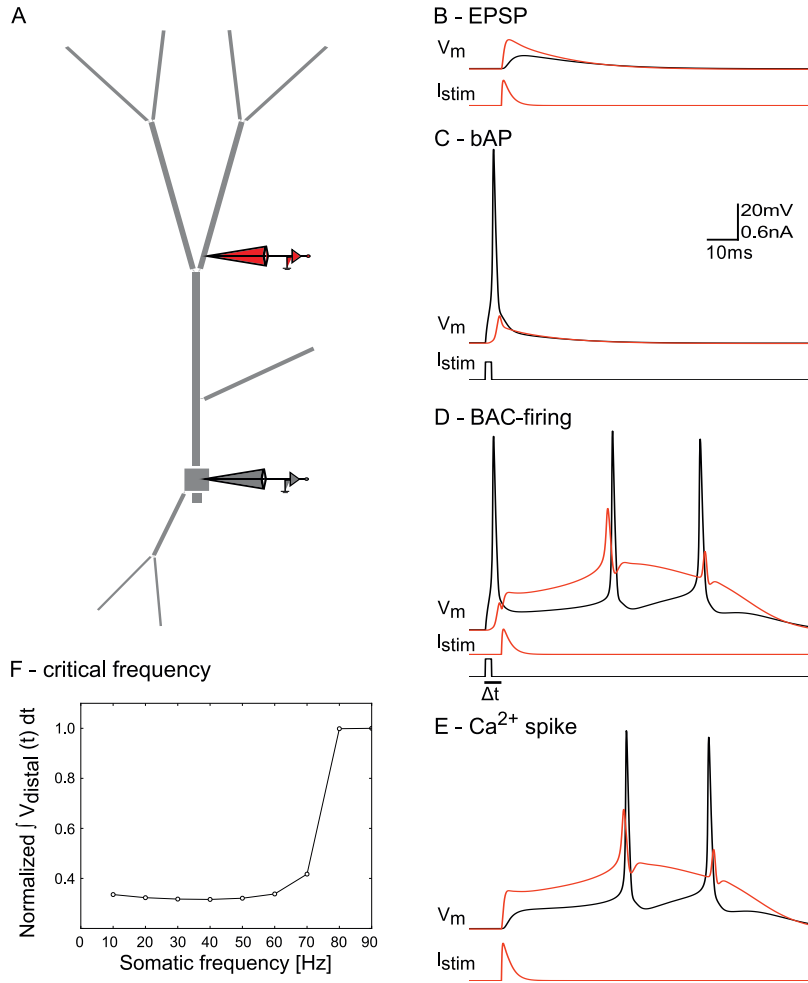 A
B - EPSP
Vm
Istim
C - bAP
20mV
0.6nA
10ms
Vm
Istim
D - BAC-firing
Vm
Istim
Δt
E - Ca2+ spike
Vm
Istim
F - critical frequency
Normalized ∫ Vdistal (t) dt
1.0
0.8
0.6
0.4
0 10 20 30 40 50 60 70 80 90
Somatic frequency [Hz]